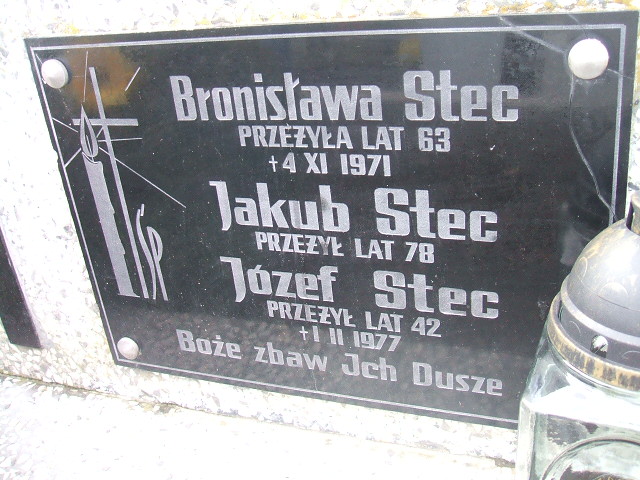 Bronisława Stec
PRZEŻYŁA LAT 63
+4 XI 1971
Jakub Stec
PRZEŻYŁ LAT 78
Józef Stec
PRZEŻYŁ LAT 42
+1 II 1977
ŚP
Boże zbaw Jch Dusze